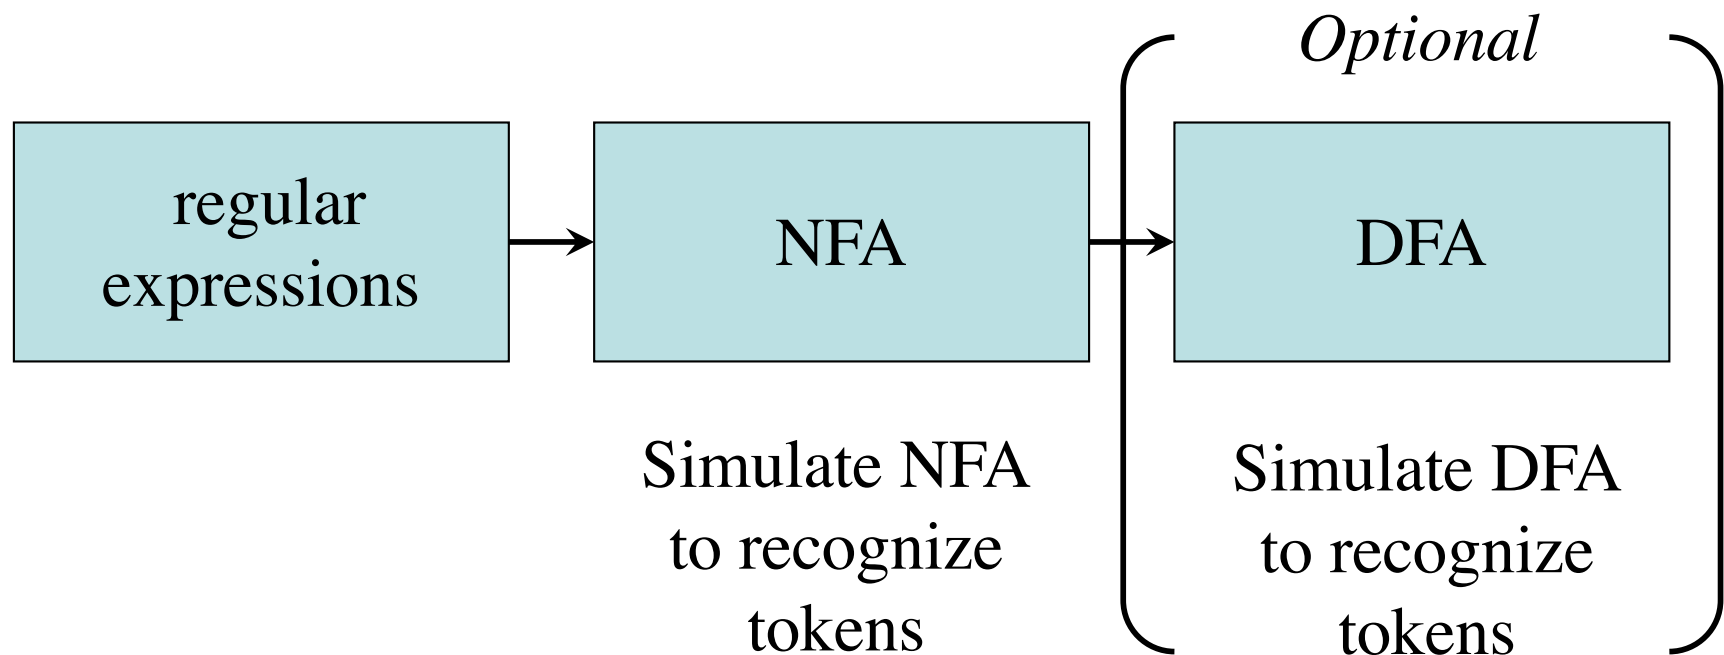 Optional
regular
expressions
NFA
DFA
Simulate NFA
to recognize
tokens
Simulate DFA
to recognize
tokens